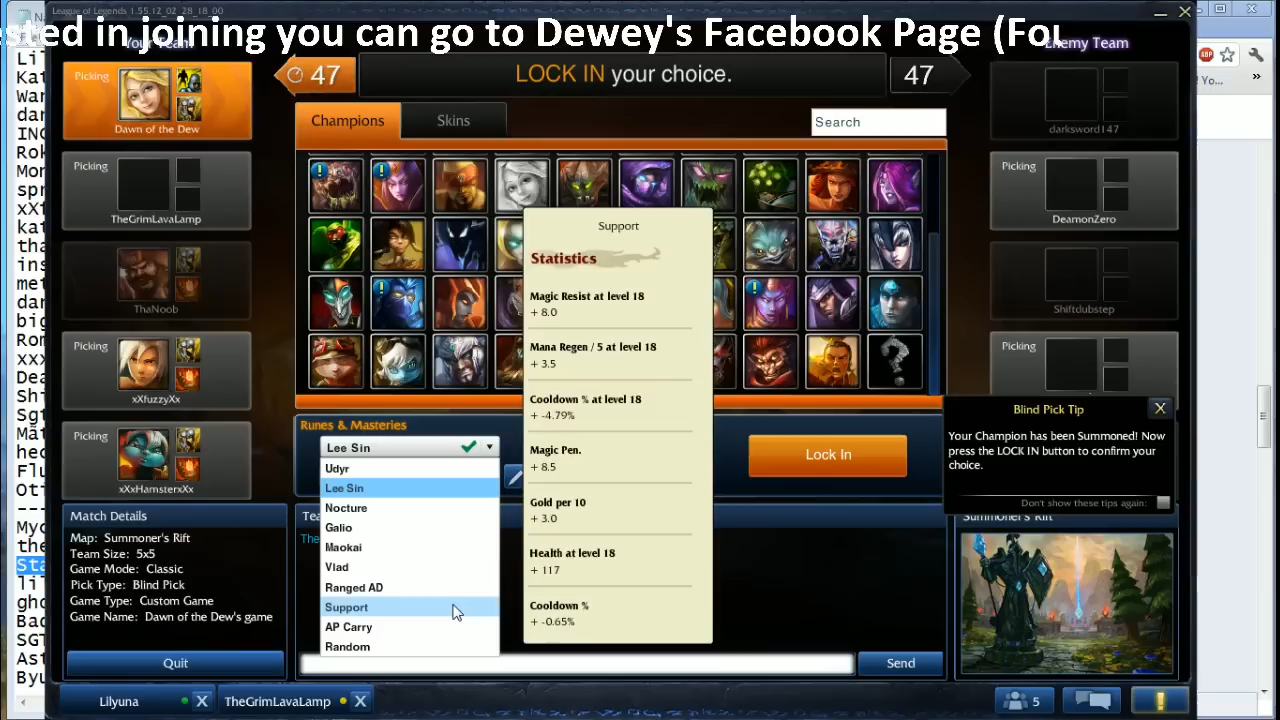 League of Legends 1.55.12_02_28_18_00
sted in joining you can go to Dewey's Facebook Page (Fou
Your Team
Enemy Team
Picking
Dawn of the Dew
47
LOCK IN your choice.
47
darksword147
Champions
Skins
Search
Picking
TheGrimLavaLamp
Picking
DeamonZero
ThaNoob
Shiftdubstep
Picking
xXfuzzyXx
Picking
Picking
xXxHamsterxXx
Support
Statistics
Magic Resist at level 18
+ 8.0
Mana Regen / 5 at level 18
+ 3.5
Cooldown % at level 18
+ -4.79%
Magic Pen.
+ 8.5
Gold per 10
+ 3.0
Health at level 18
+ 117
Cooldown %
+ -0.65%
Runes & Masteries
Lee Sin
Udyr
Lee Sin
Nocture
Galio
Maokai
Vlad
Ranged AD
Support
AP Carry
Random
Lock In
Blind Pick Tip
Your Champion has been Summoned! Now
press the LOCK IN button to confirm your
choice.
Don't show these tips again:
Match Details
Map: Summoner's Rift
Team Size: 5x5
Game Mode: Classic
Pick Type: Blind Pick
Game Type: Custom Game
Game Name: Dawn of the Dew's game
Quit
Send
Summoner's Rift
Lilyuna
TheGrimLavaLamp
5